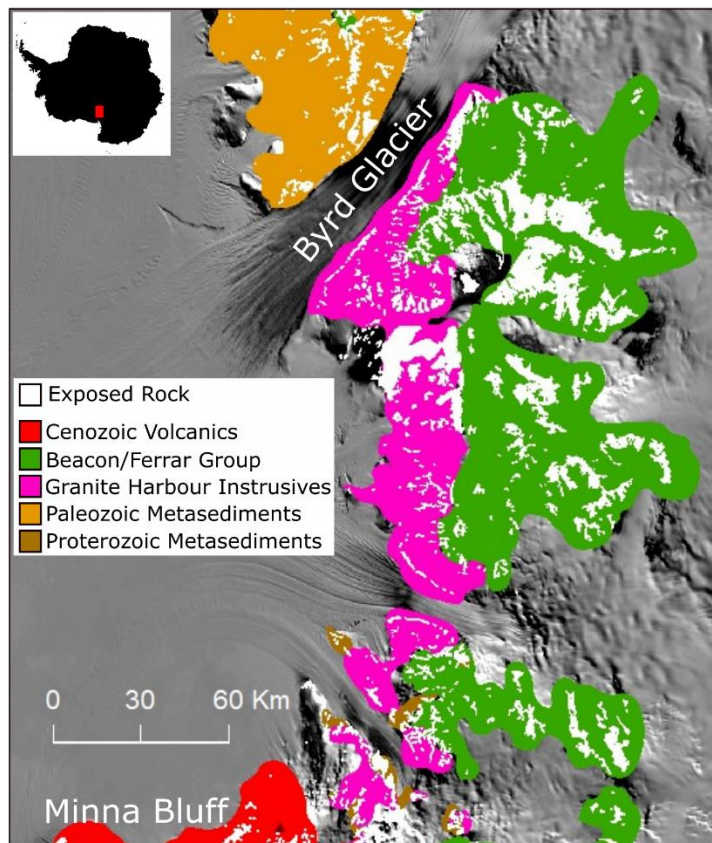 Byrd Glacier
Exposed Rock
Cenozoic Volcanics
Beacon/Ferrar Group
Granite Harbour Instrusives
Paleozoic Metasediments
Proterozoic Metasediments
0 30 60 Km
Minna Bluff